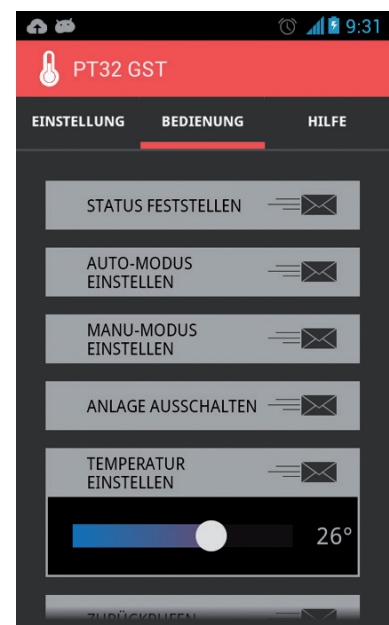 9:31
PT32 GST
EINSTELLUNG BEDIENUNG HILFE
STATUS FESTSTELLEN
AUTO-MODUS
EINSTELLEN
MANU-MODUS
EINSTELLEN
ANLAGE AUSSCHALTEN
TEMPERATUR
EINSTELLEN
26°